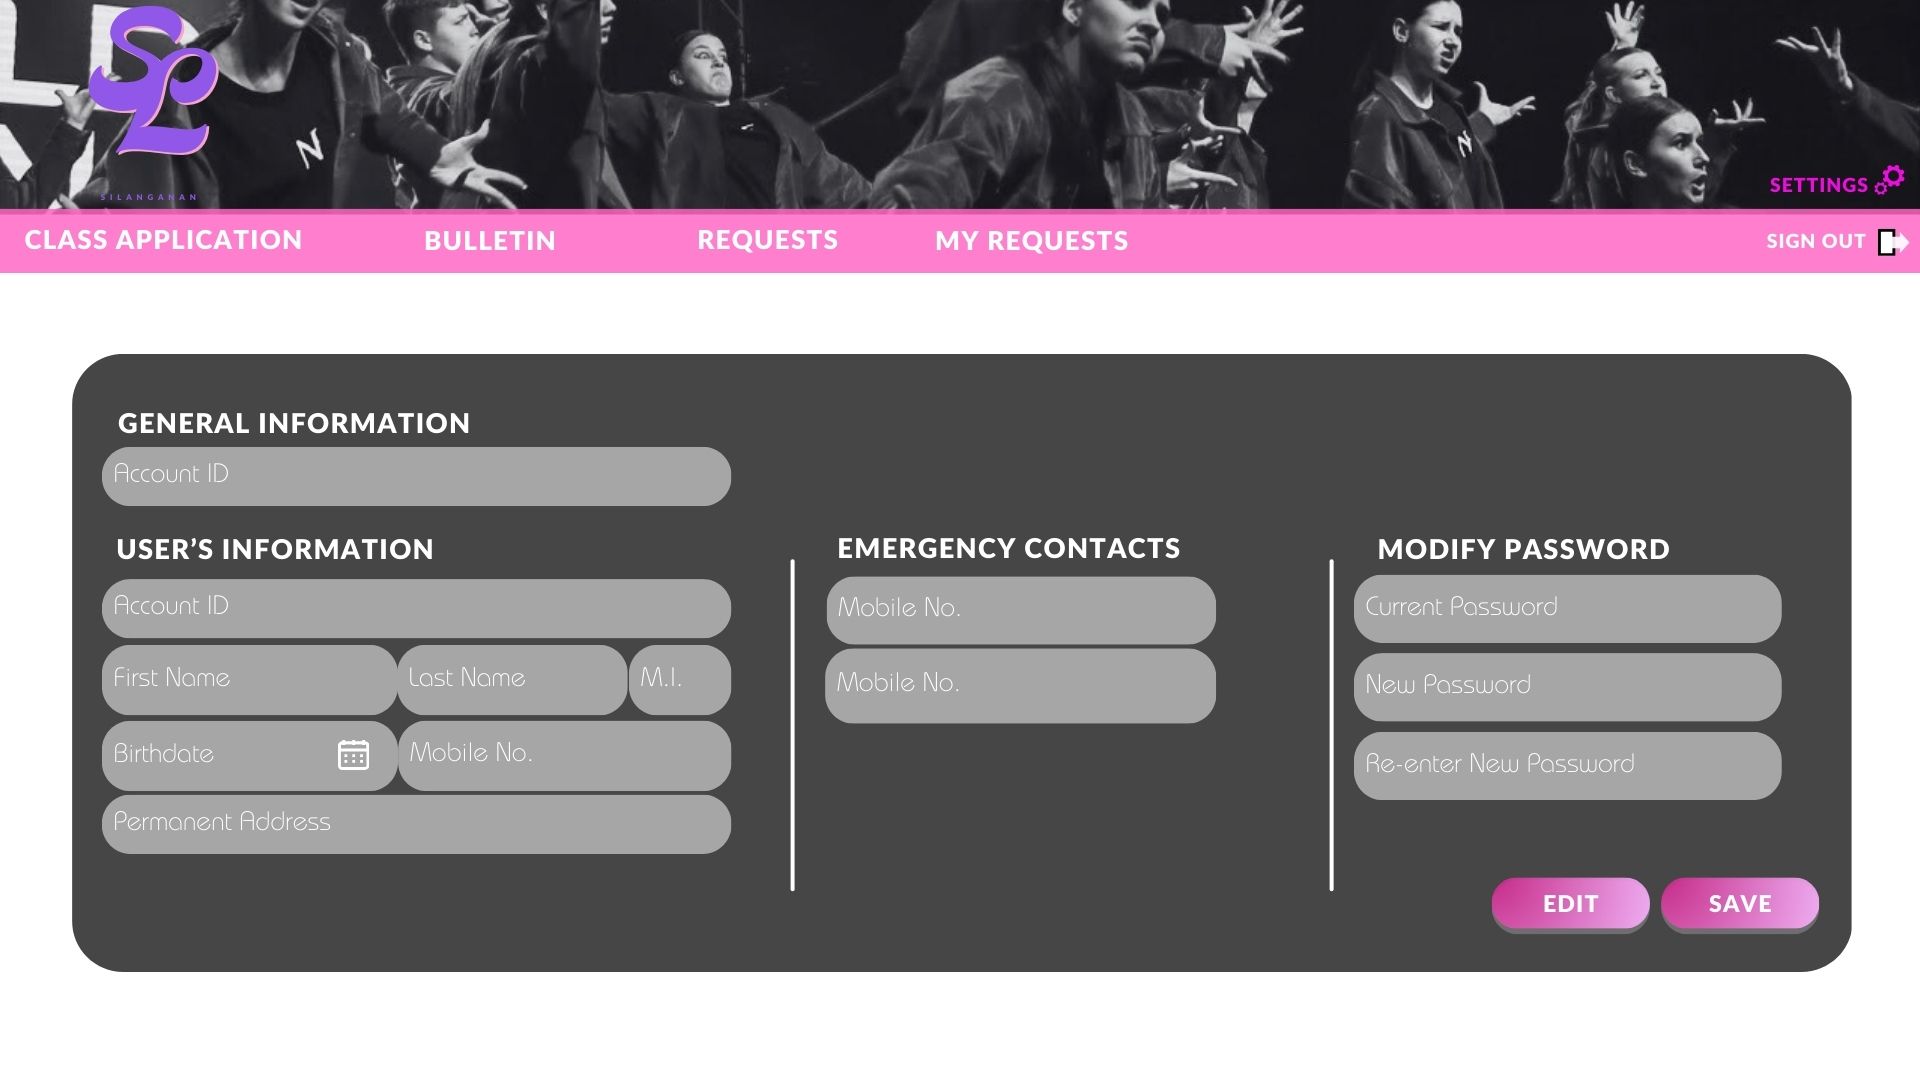 SL
SILANGANAN
SETTINGS
CLASS APPLICATION
BULLETIN
REQUESTS
MY REQUESTS
SIGN OUT
GENERAL INFORMATION
Account ID
USER’S INFORMATION
Account ID
First Name
Last Name
M.I.
Birthdate
Mobile No.
Permanent Address
EMERGENCY CONTACTS
Mobile No.
Mobile No.
MODIFY PASSWORD
Current Password
New Password
Re-enter New Password
EDIT
SAVE